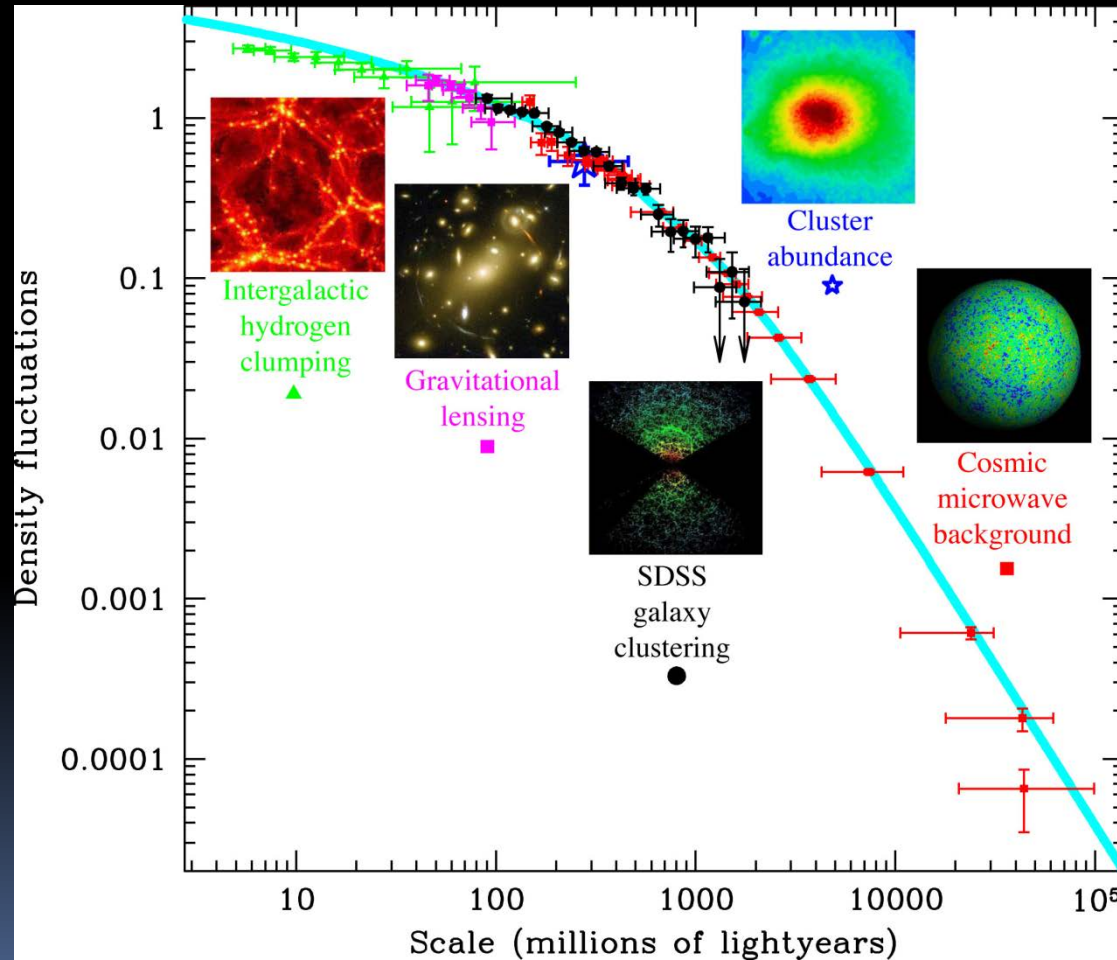 Density fluctuations
1
0.1
0.01
0.001
0.0001
Intergalactic
hydrogen
clumping
Gravitational
lensing
SDSS
galaxy
clustering
Cluster
abundance
Cosmic
microwave
background
10
100
1000
10000
10⁵
Scale (millions of lightyears)